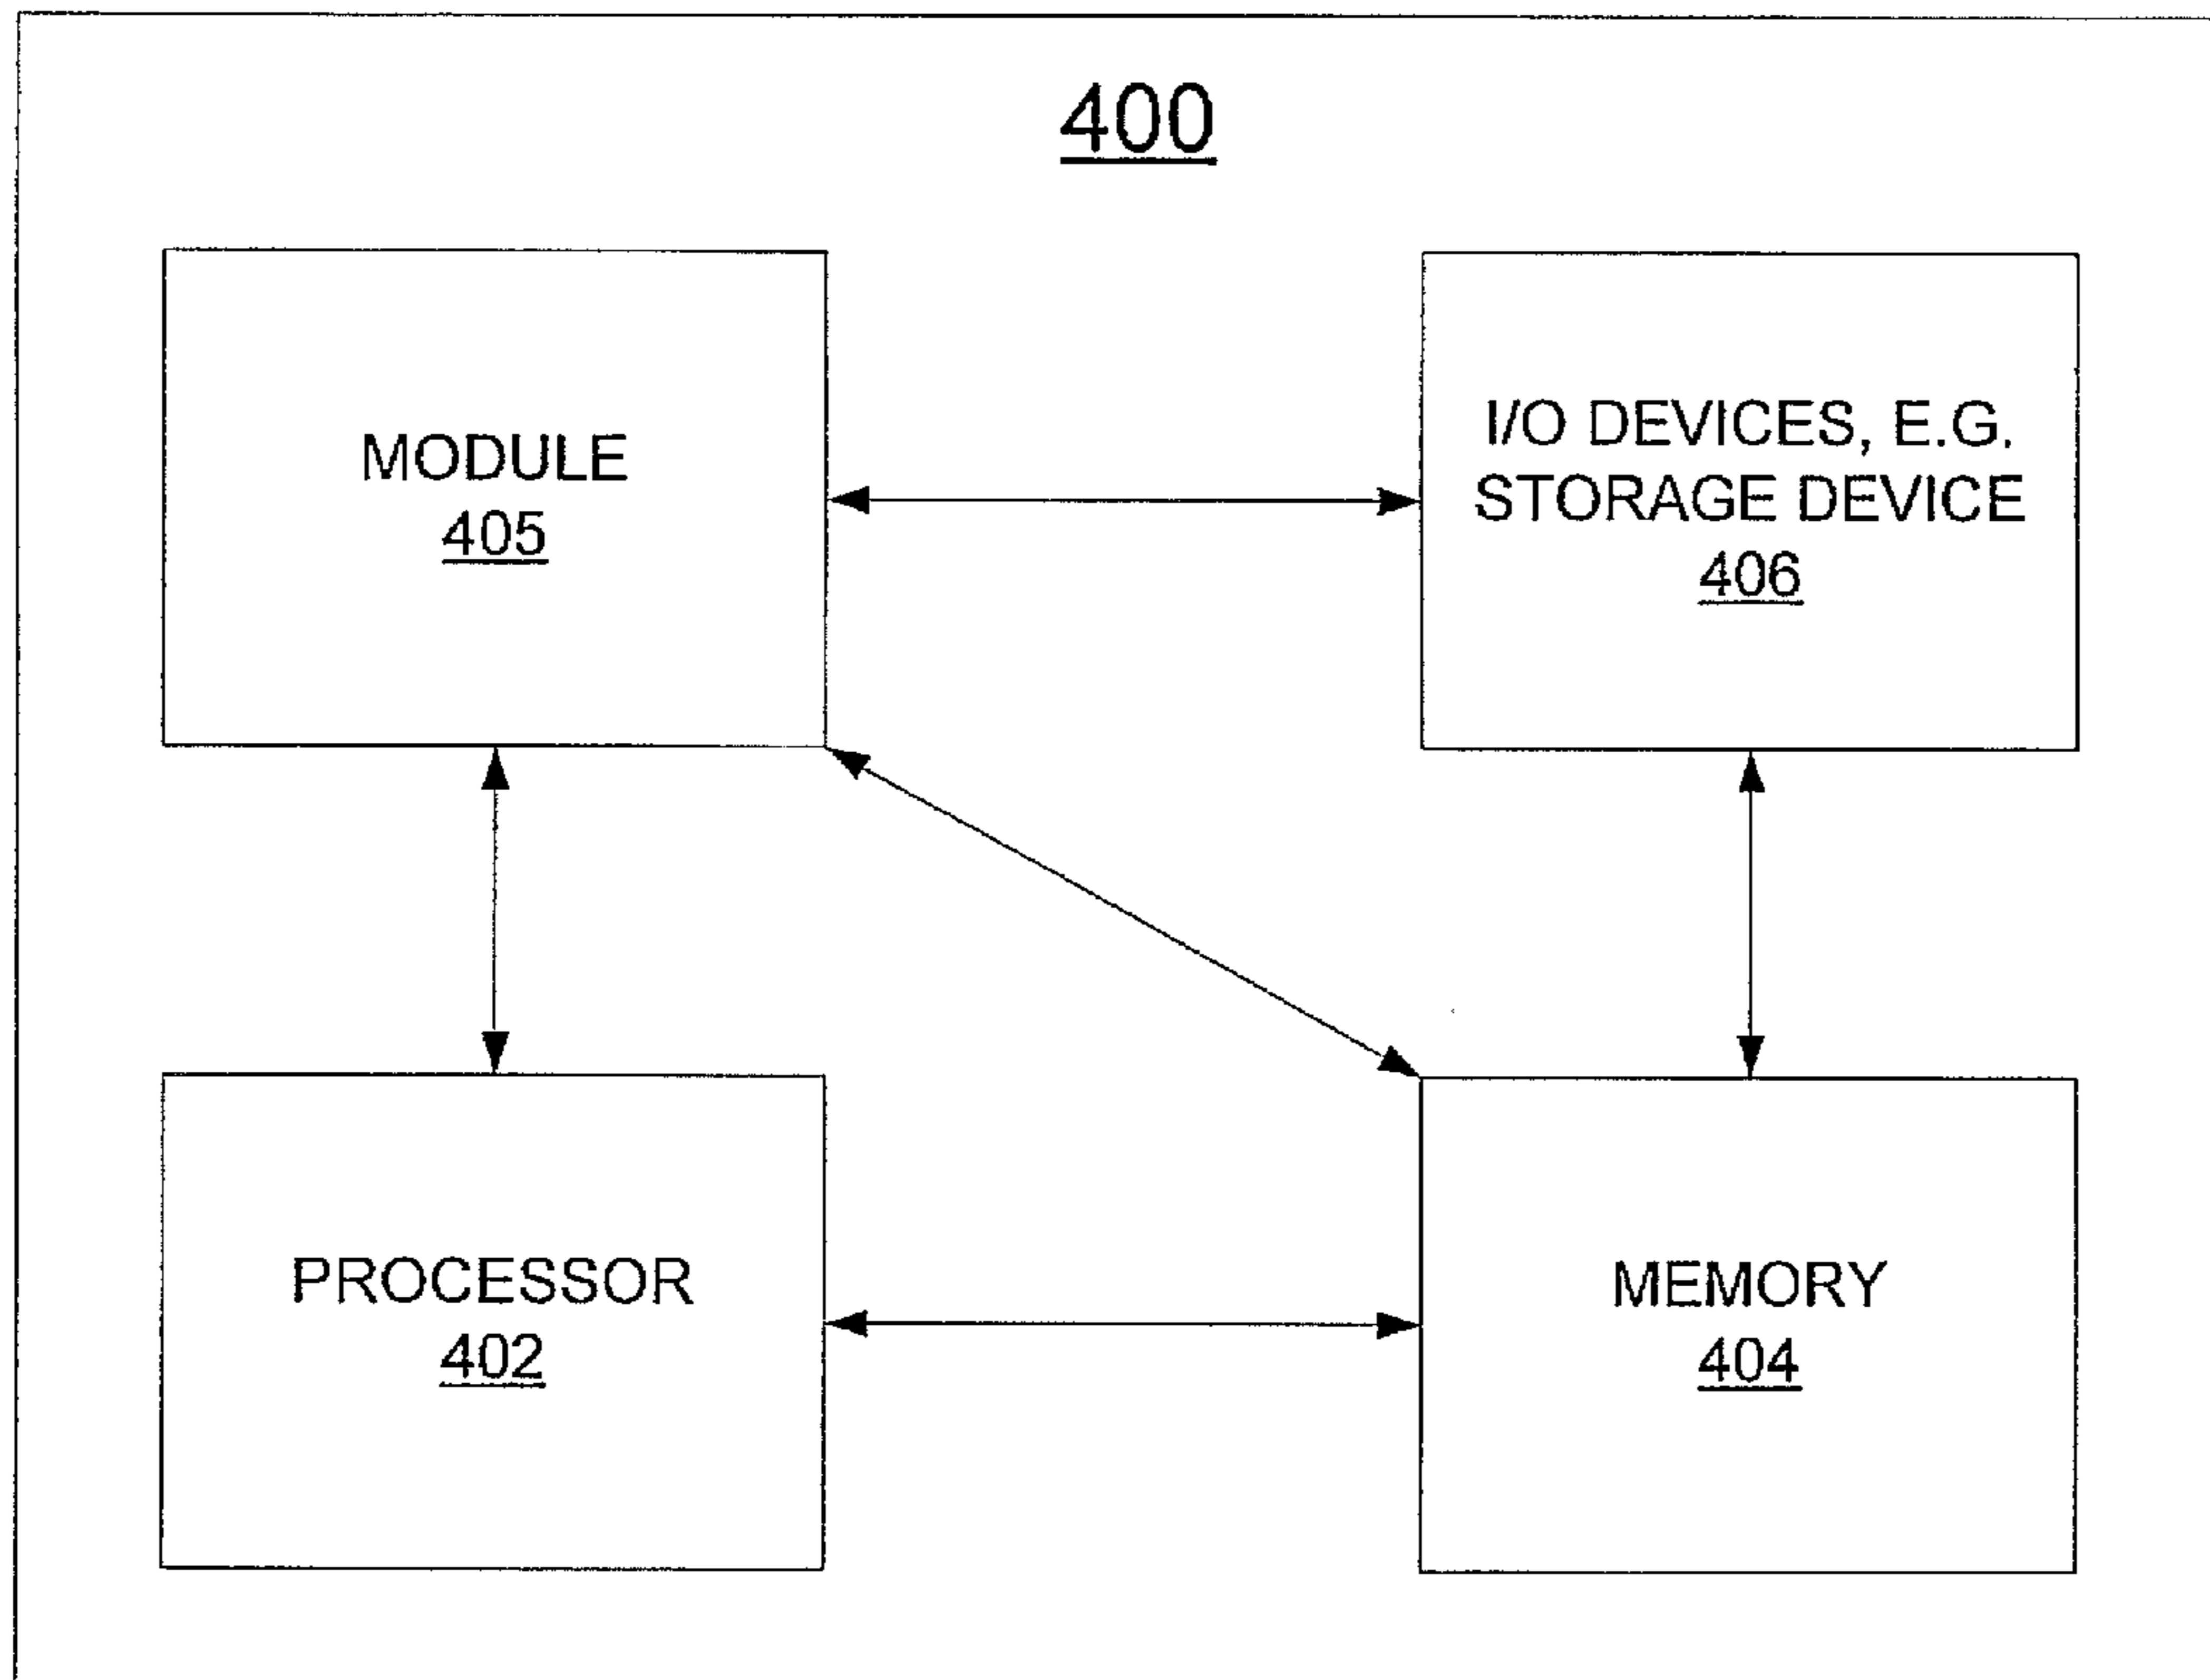 400
MODULE
405
I/O DEVICES, E.G.
STORAGE DEVICE
406
PROCESSOR
402
MEMORY
404